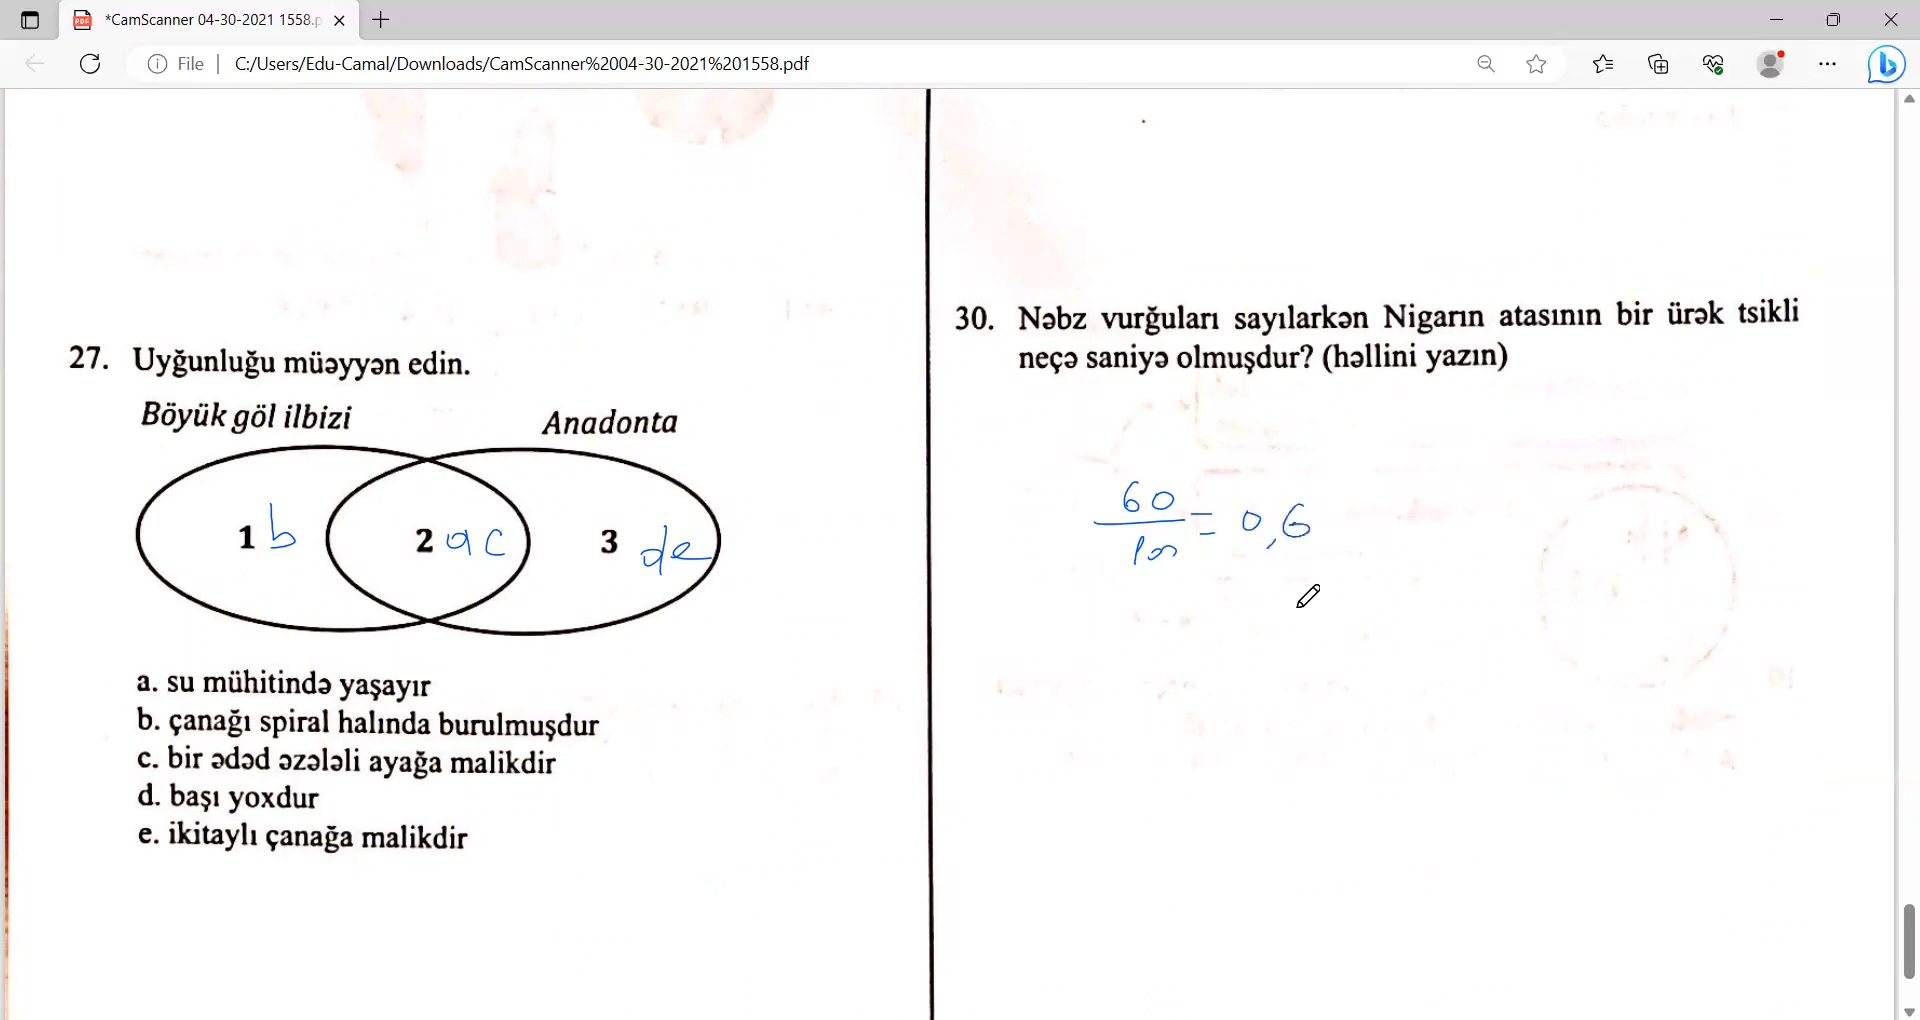 *CamScanner 04-30-2021 1558.p
File
C:/Users/Edu-Camal/Downloads/CamScanner%2004-30-2021%201558.pdf
27. Uyğunluğu müəyyən edin.
Böyük göl ilbizi
Anadonta
1 b
2 a c
3 d e
a. su mühitində yaşayır
b. çanağı spiral halında burulmuşdur
c. bir ədəd əzələli ayağa malikdir
d. başı yoxdur
e. ikitaylı çanağa malikdir
30. Nəbz vurğuları sayılarkən Nigarın atasının bir ürək tsikli
neçə saniyə olmuşdur? (həllini yazın)
60
100
= 0,6